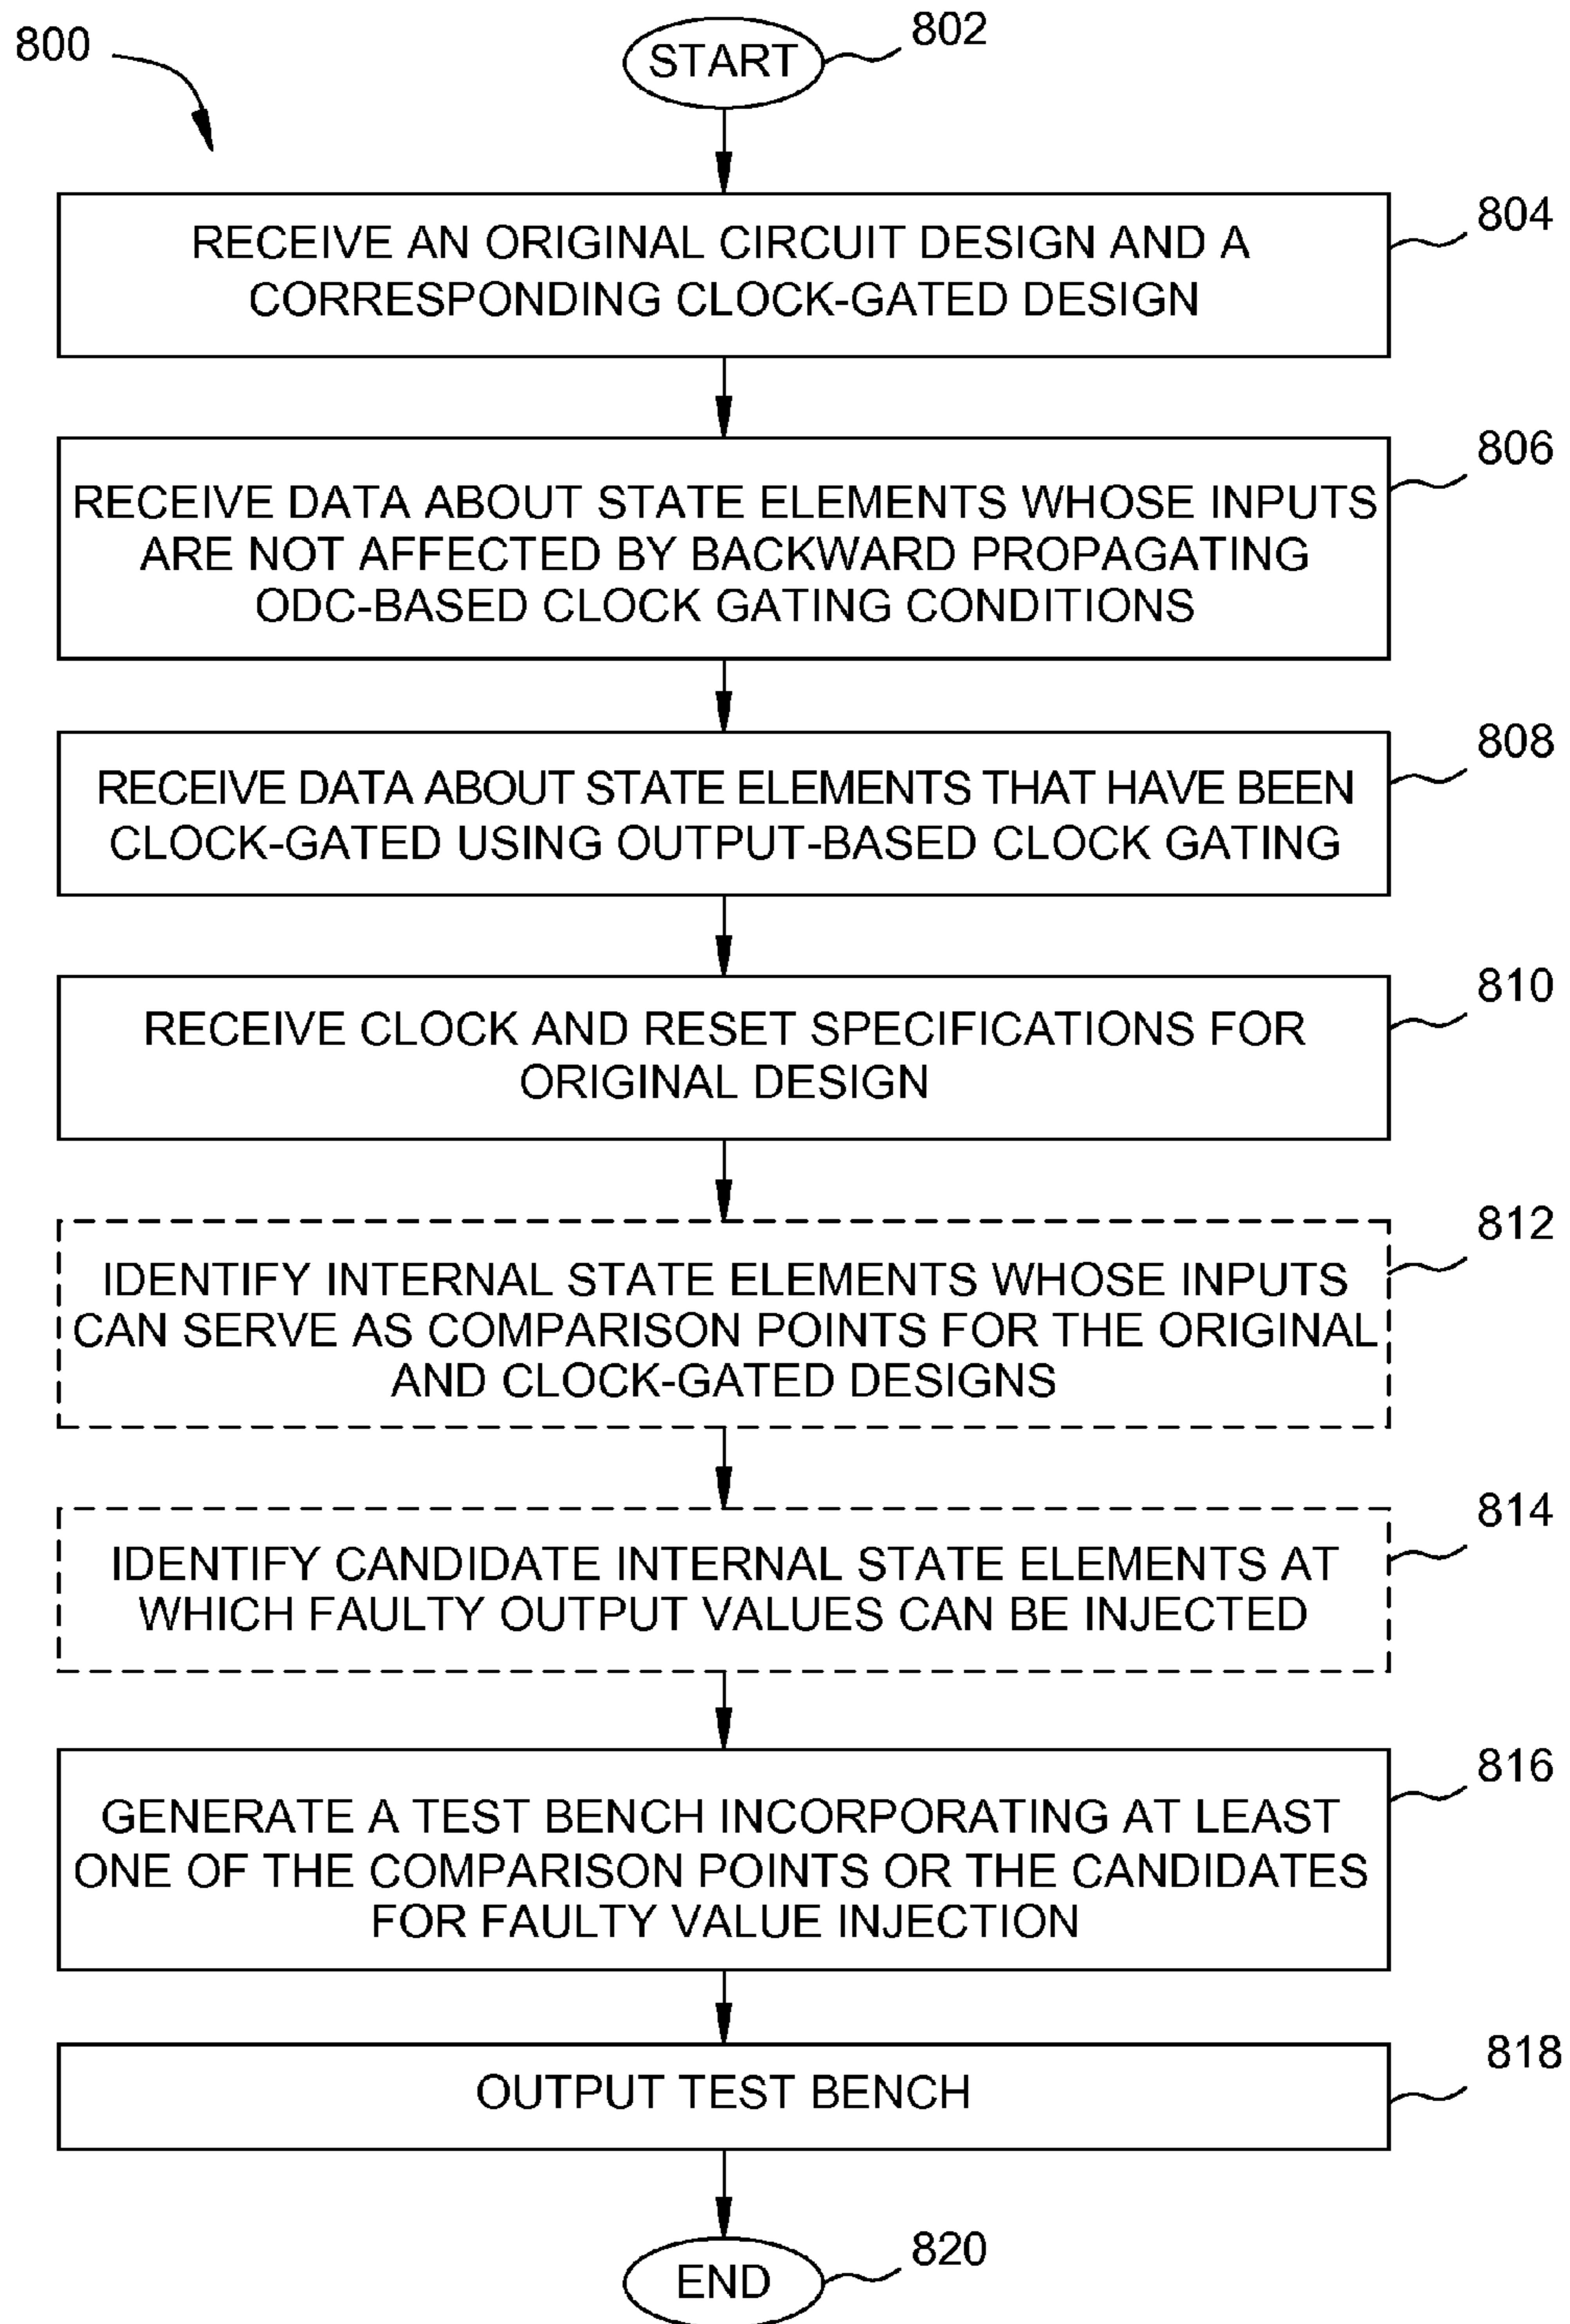 800
START
802
RECEIVE AN ORIGINAL CIRCUIT DESIGN AND A
CORRESPONDING CLOCK-GATED DESIGN
804
RECEIVE DATA ABOUT STATE ELEMENTS WHOSE INPUTS
ARE NOT AFFECTED BY BACKWARD PROPAGATING
ODC-BASED CLOCK GATING CONDITIONS
806
RECEIVE DATA ABOUT STATE ELEMENTS THAT HAVE BEEN
CLOCK-GATED USING OUTPUT-BASED CLOCK GATING
808
RECEIVE CLOCK AND RESET SPECIFICATIONS FOR
ORIGINAL DESIGN
810
IDENTIFY INTERNAL STATE ELEMENTS WHOSE INPUTS
CAN SERVE AS COMPARISON POINTS FOR THE ORIGINAL
AND CLOCK-GATED DESIGNS
812
IDENTIFY CANDIDATE INTERNAL STATE ELEMENTS AT
WHICH FAULTY OUTPUT VALUES CAN BE INJECTED
814
GENERATE A TEST BENCH INCORPORATING AT LEAST
ONE OF THE COMPARISON POINTS OR THE CANDIDATES
FOR FAULTY VALUE INJECTION
816
OUTPUT TEST BENCH
818
END
820